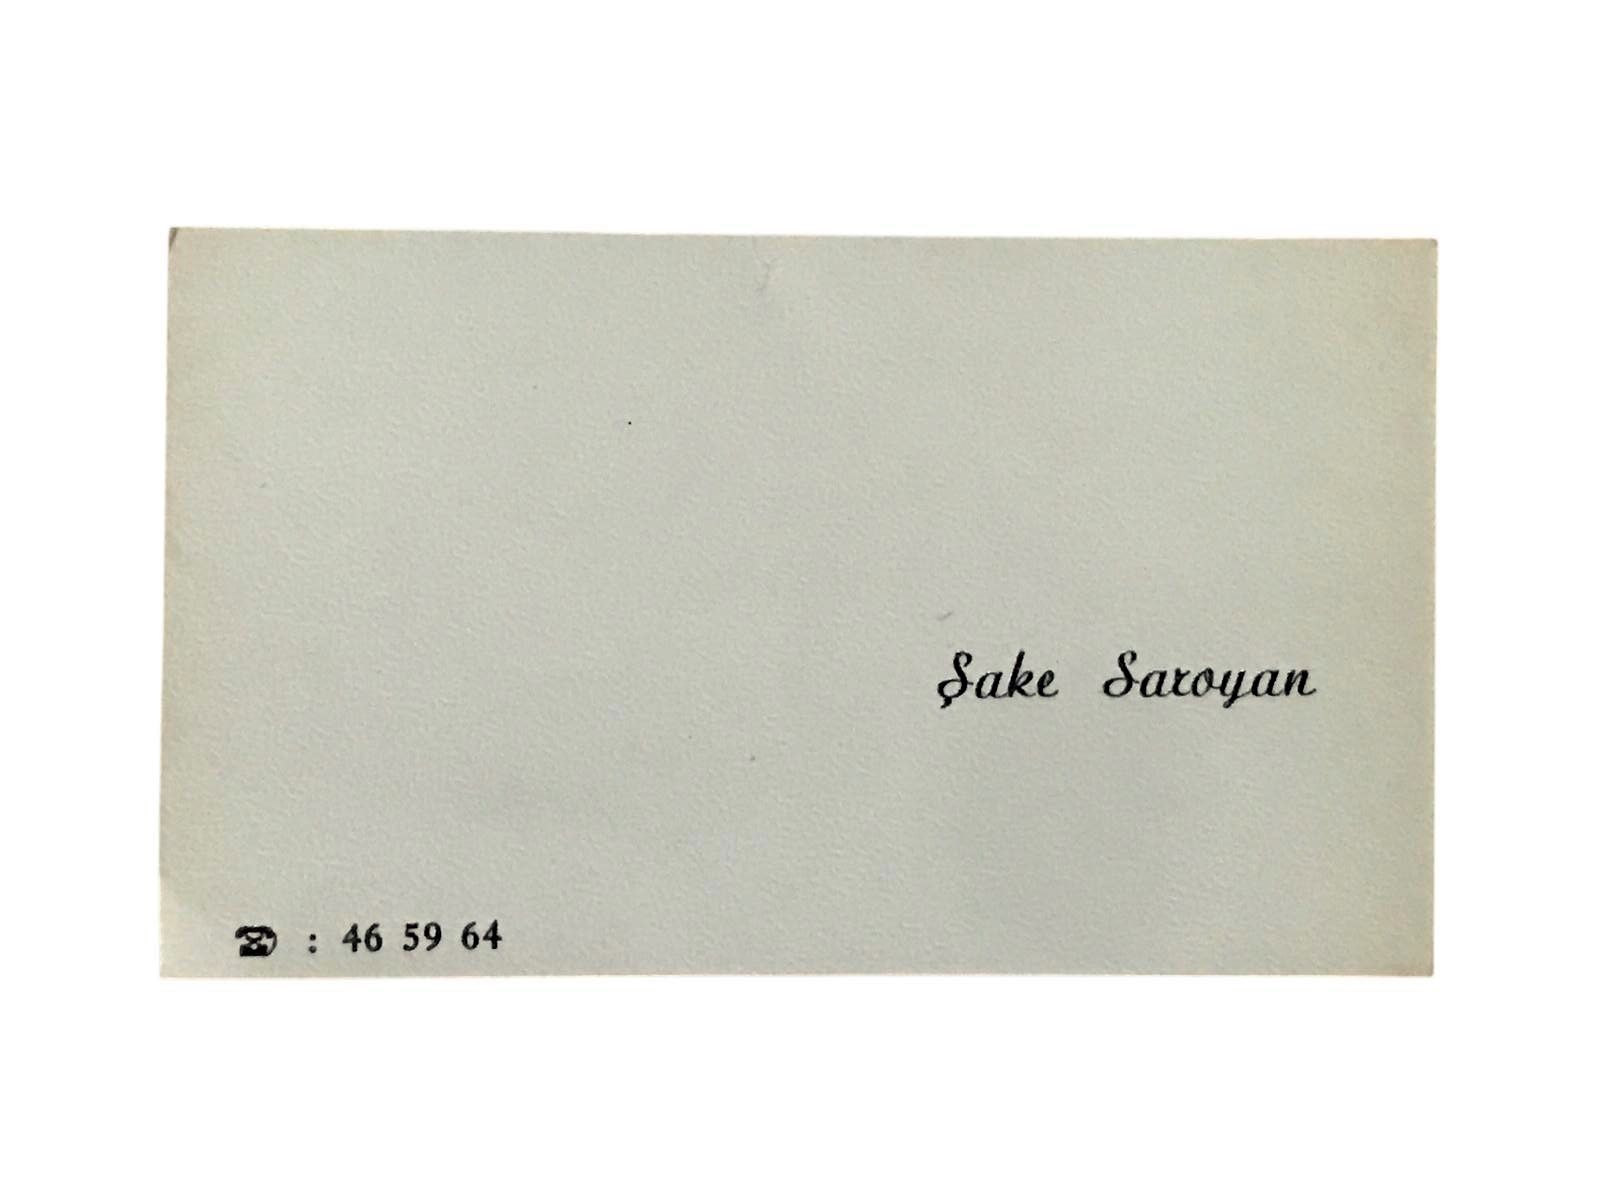 Şake Saroyan
☎ : 46 59 64